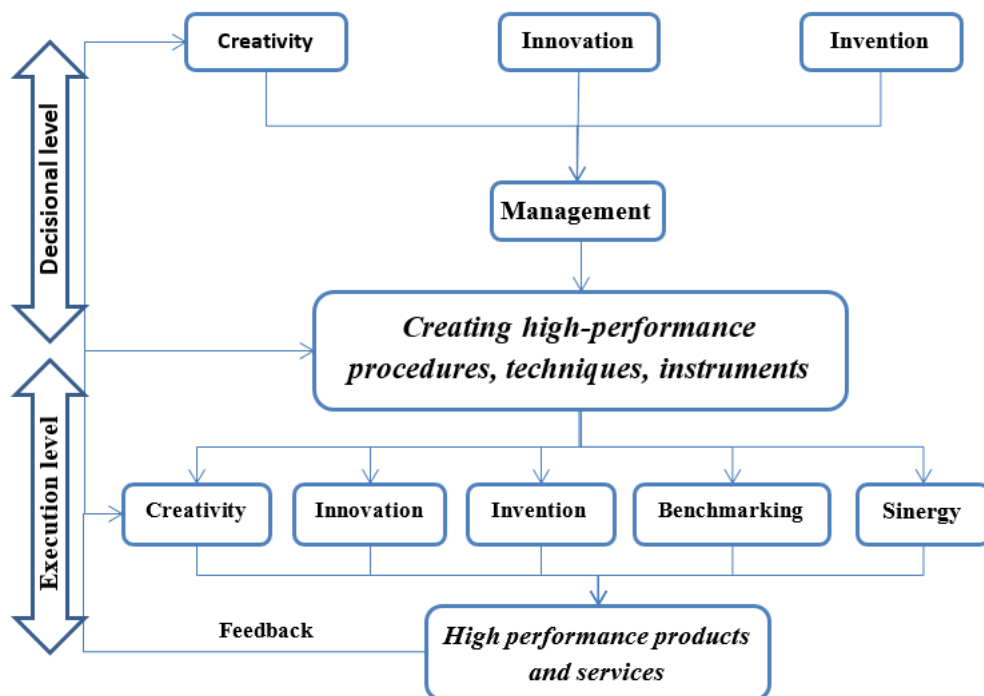 Creativity
Innovation
Invention
Decisional level
Management
Creating high-performance
procedures, techniques, instruments
Execution level
Creativity
Innovation
Invention
Benchmarking
Sinergy
Feedback
High performance products
and services